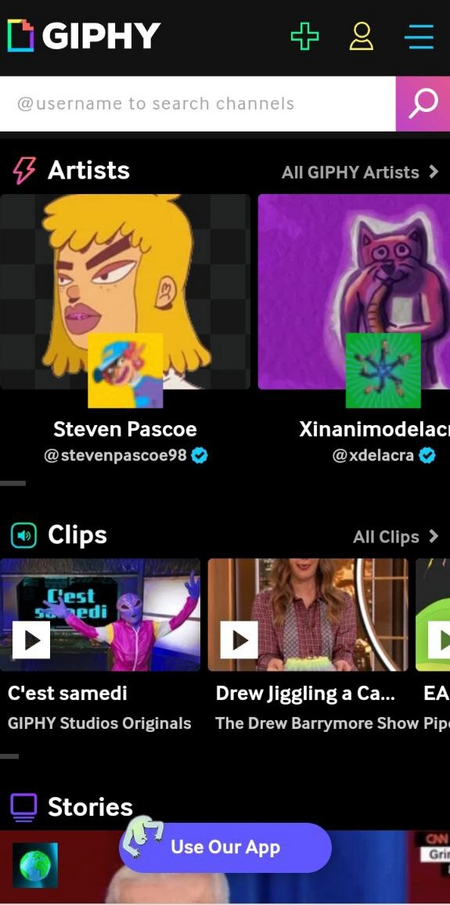 GIPHY
@username to search channels
Artists
All GIPHY Artists
Steven Pascoe
@stevenpascoe98
Xinanimodelacr
@xdelacra
Clips
All Clips
C'est
samedi
C'est samedi
GIPHY Studios Originals
Drew Jiggling a Ca...
The Drew Barrymore Show
EA
Pip
Stories
Use Our App
CNN
Gri